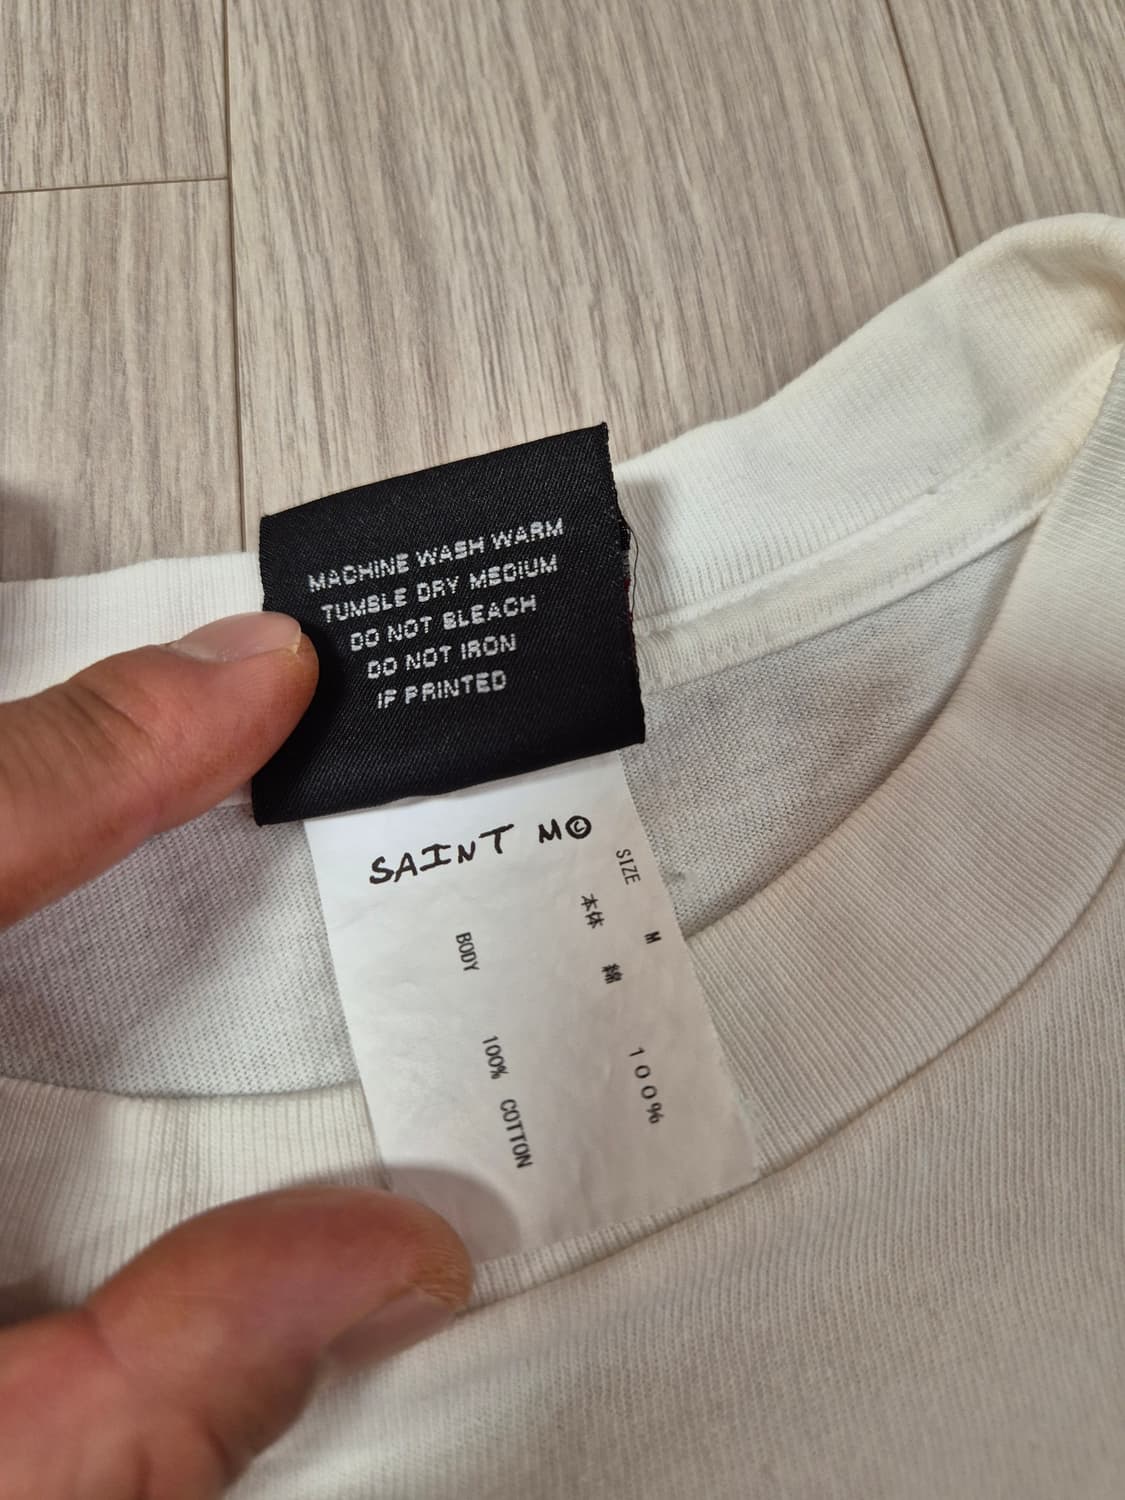 MACHINE WASH WARM
TUMBLE DRY MEDIUM
DO NOT BLEACH
DO NOT IRON
IF PRINTED
SAINT M©
SIZE M
本体 綿 100%
BODY 100% COTTON